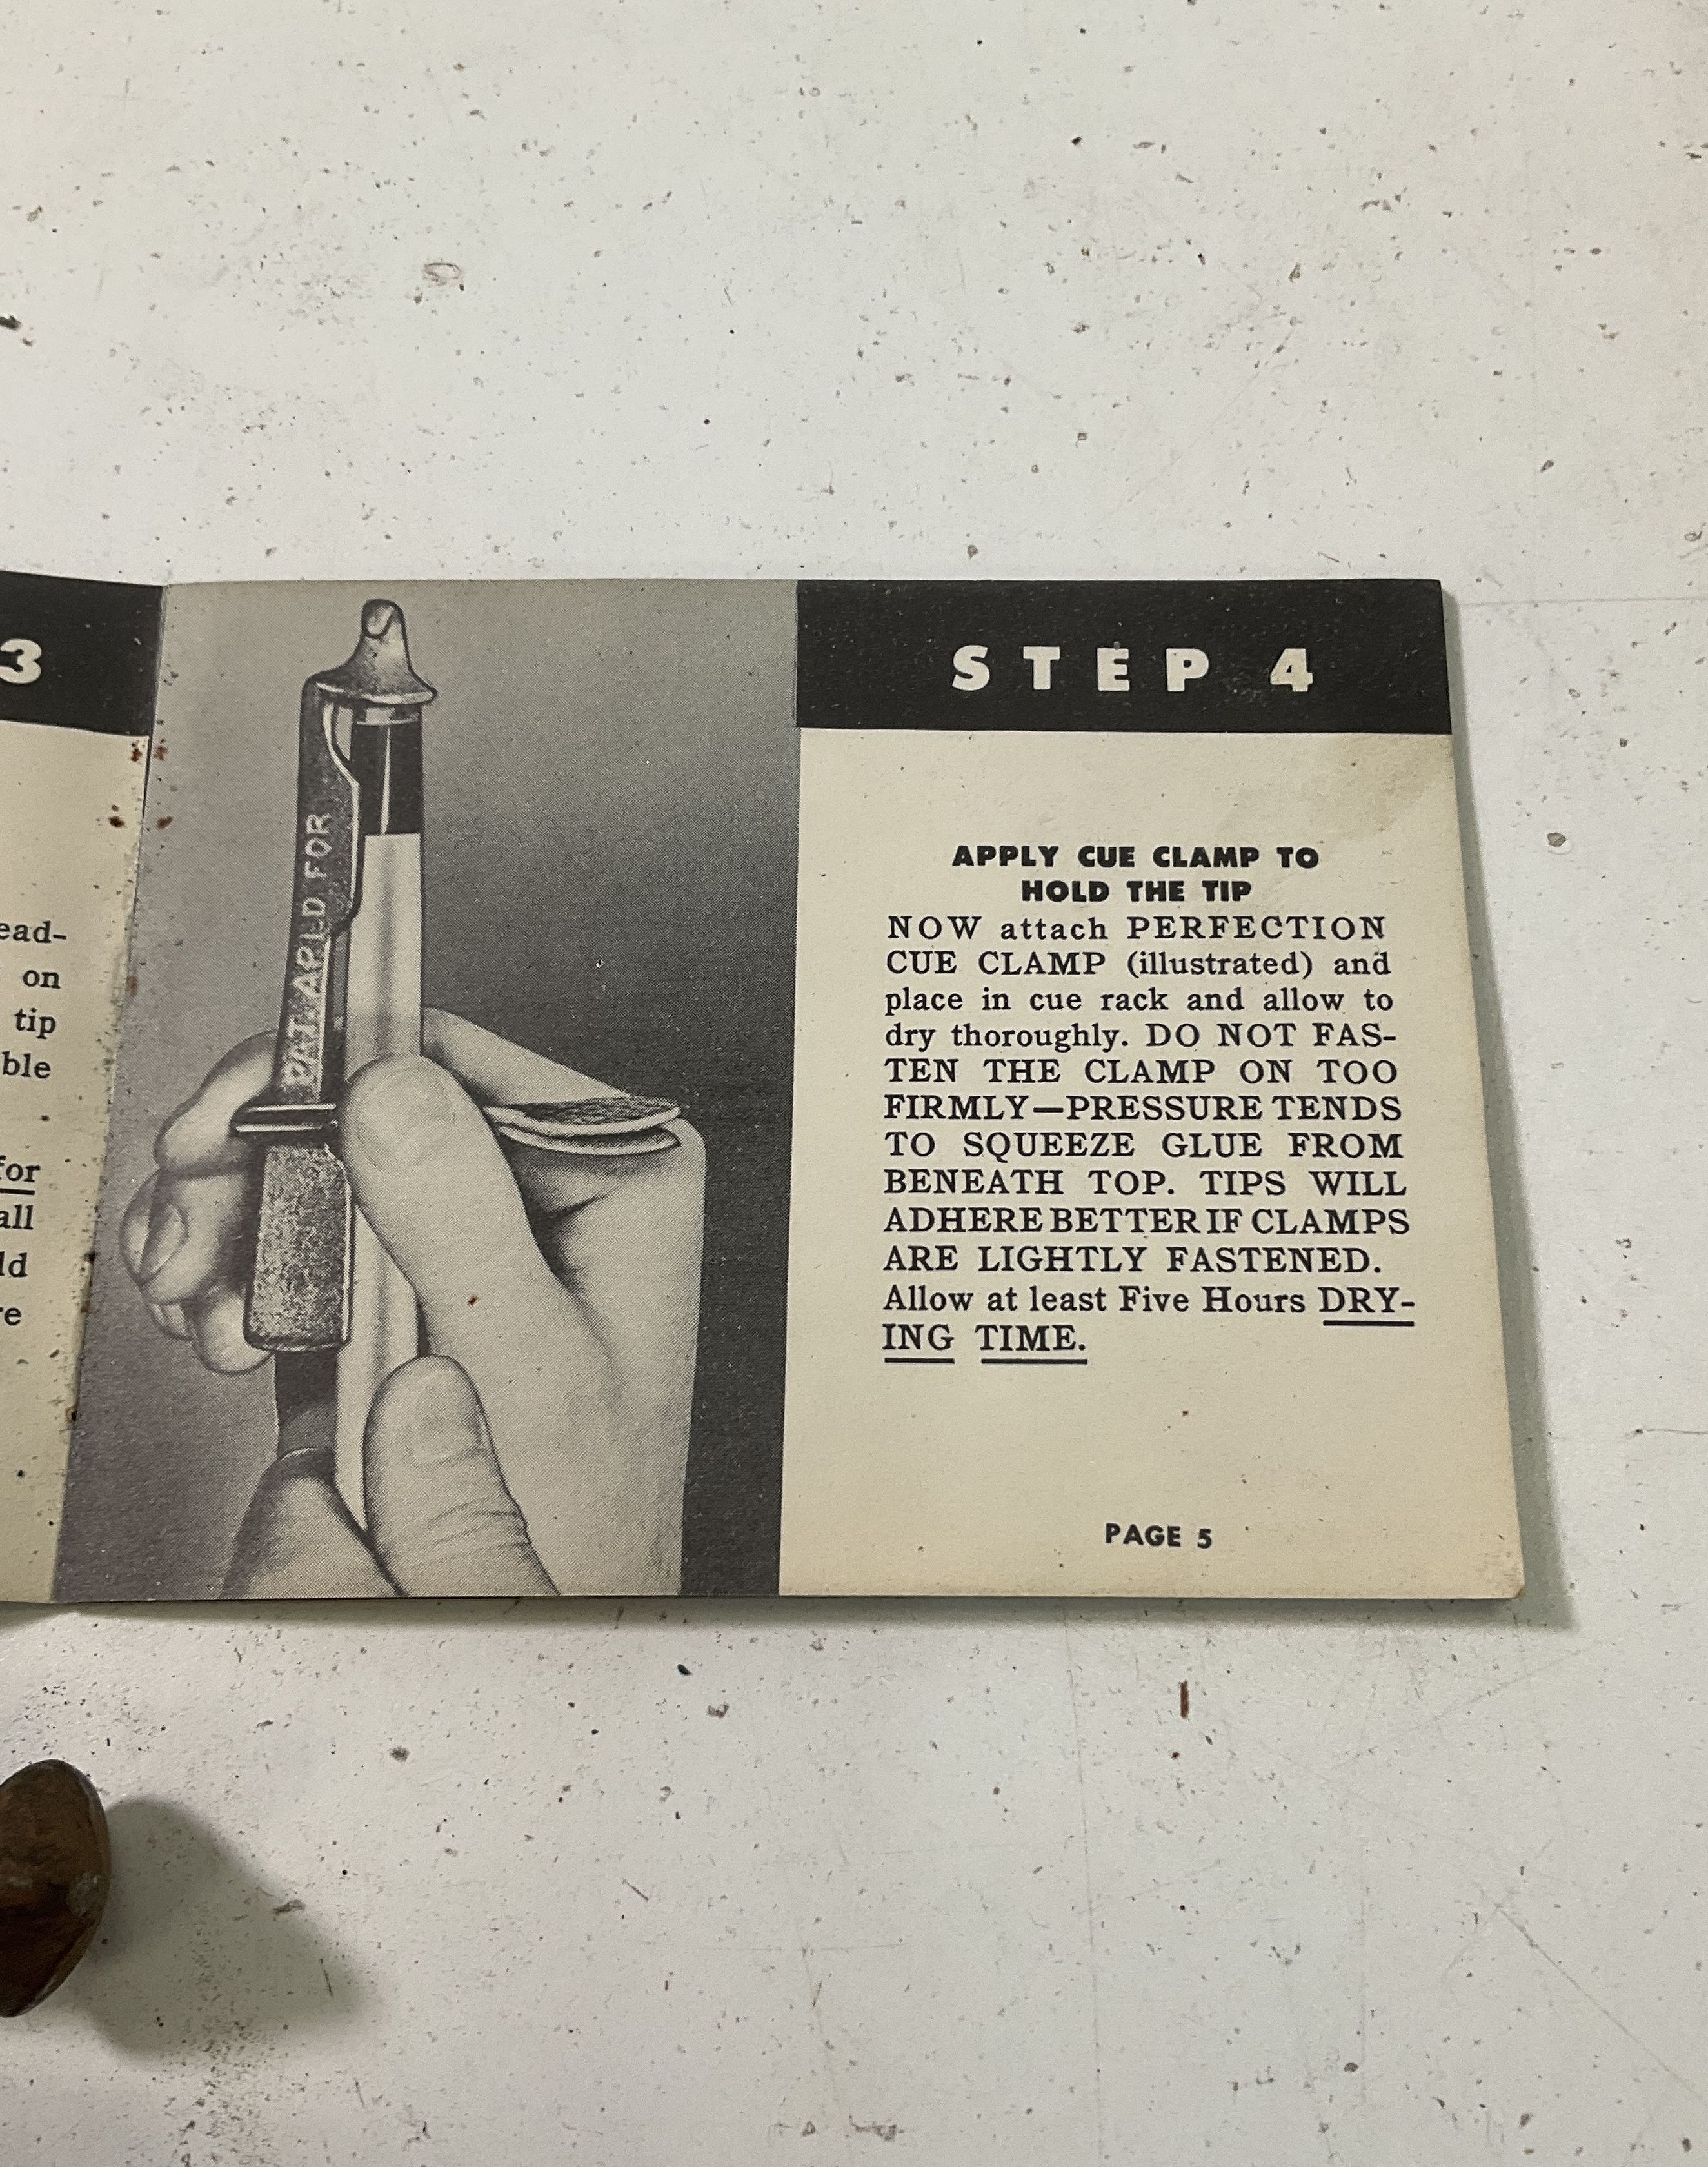 3
ead-
on
tip
ble
for
all
ld
re
PAT. APLD FOR
STEP 4
APPLY CUE CLAMP TO
HOLD THE TIP
NOW attach PERFECTION
CUE CLAMP (illustrated) and
place in cue rack and allow to
dry thoroughly. DO NOT FAS-
TEN THE CLAMP ON TOO
FIRMLY—PRESSURE TENDS
TO SQUEEZE GLUE FROM
BENEATH TOP. TIPS WILL
ADHERE BETTER IF CLAMPS
ARE LIGHTLY FASTENED.
Allow at least Five Hours DRY-
ING TIME.
PAGE 5